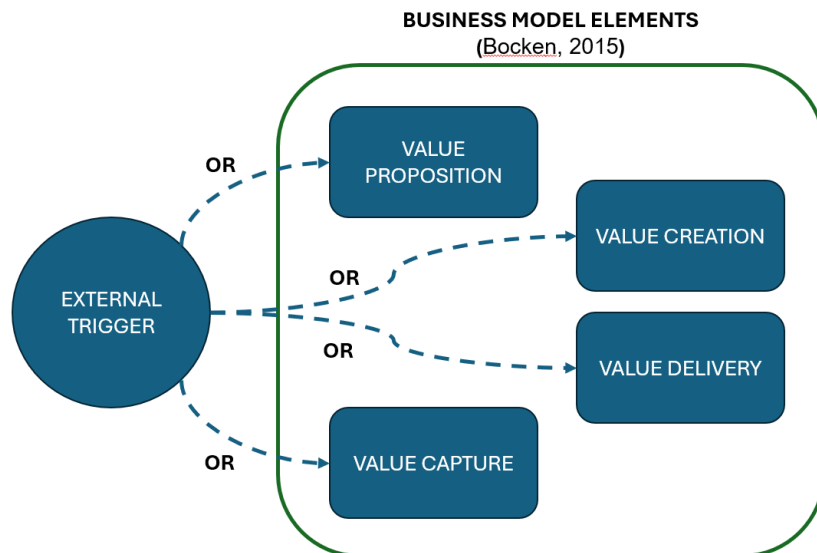 BUSINESS MODEL ELEMENTS
(Bocken, 2015)
VALUE
PROPOSITION
OR
VALUE CREATION
OR
EXTERNAL
TRIGGER
OR
VALUE DELIVERY
OR
VALUE CAPTURE